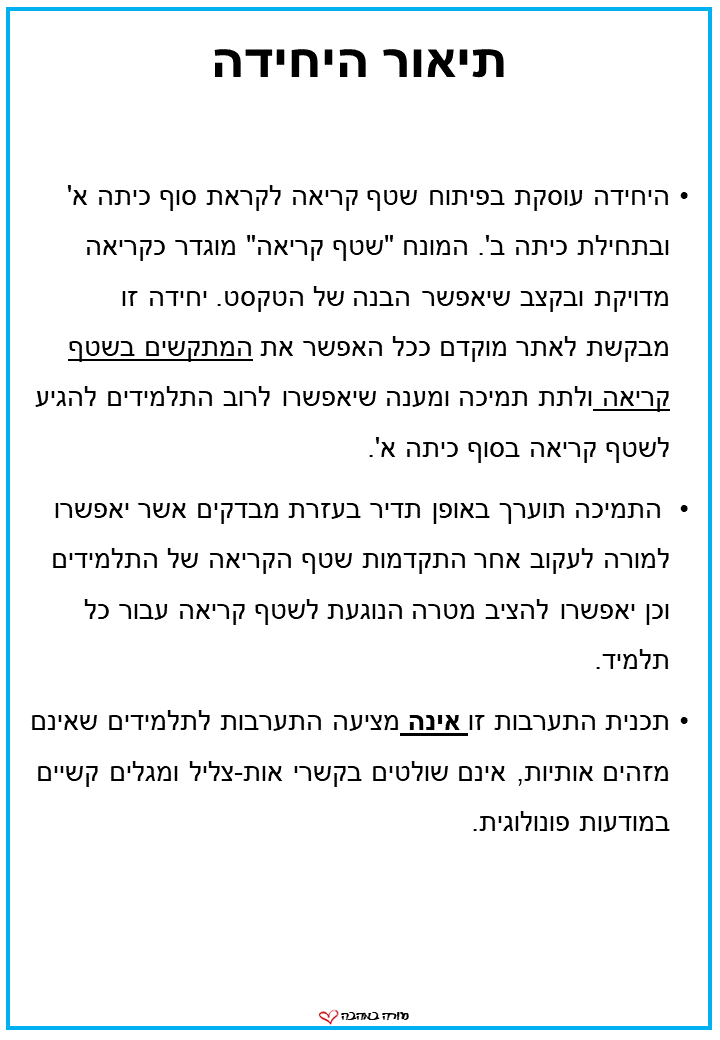 תיאור היחידה
• היחידה עוסקת בפיתוח שטף קריאה לקראת סוף כיתה א'
ובתחילת כיתה ב'. המונח "שטף קריאה" מוגדר כקריאה
מדויקת ובקצב שיאפשר הבנה של הטקסט. יחידה זו
מבקשת לאתר מוקדם ככל האפשר את המתקשים בשטף
קריאה ולתת תמיכה ומענה שיאפשרו לרוב התלמידים להגיע
לשטף קריאה בסוף כיתה א'.
• התמיכה תוערך באופן תדיר בעזרת מבדקים אשר יאפשרו
למורה לעקוב אחר התקדמות שטף הקריאה של התלמידים
וכן יאפשרו להציב מטרה הנוגעת לשטף קריאה עבור כל
תלמיד.
• תכנית התערבות זו אינה מציעה התערבות לתלמידים שאינם
מזהים אותיות, אינם שולטים בקשרי אות-צליל ומגלים קשיים
במודעות פונולוגית.
מורה באהבה